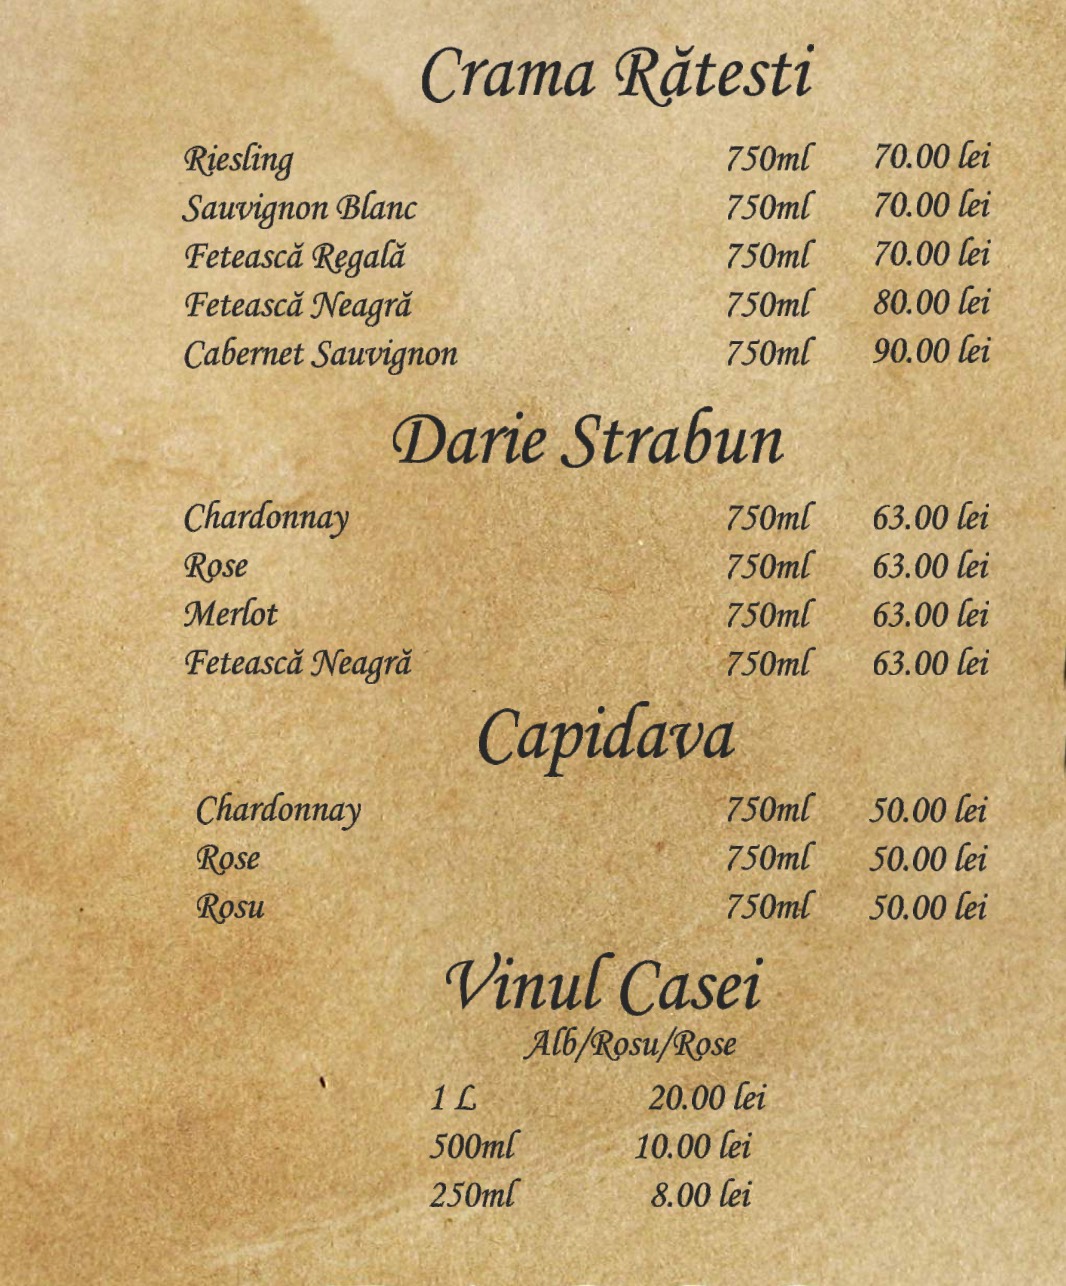 Crama Rătesti
Riesling 750ml 70.00 lei
Sauvignon Blanc 750ml 70.00 lei
Fetească Regală 750ml 70.00 lei
Fetească Neagră 750ml 80.00 lei
Cabernet Sauvignon 750ml 90.00 lei
Darie Strabun
Chardonnay 750ml 63.00 lei
Rose 750ml 63.00 lei
Merlot 750ml 63.00 lei
Fetească Neagră 750ml 63.00 lei
Capidava
Chardonnay 750ml 50.00 lei
Rose 750ml 50.00 lei
Rosu 750ml 50.00 lei
Vinul Casei
Alb/Rosu/Rose
1 L 20.00 lei
500ml 10.00 lei
250ml 8.00 lei